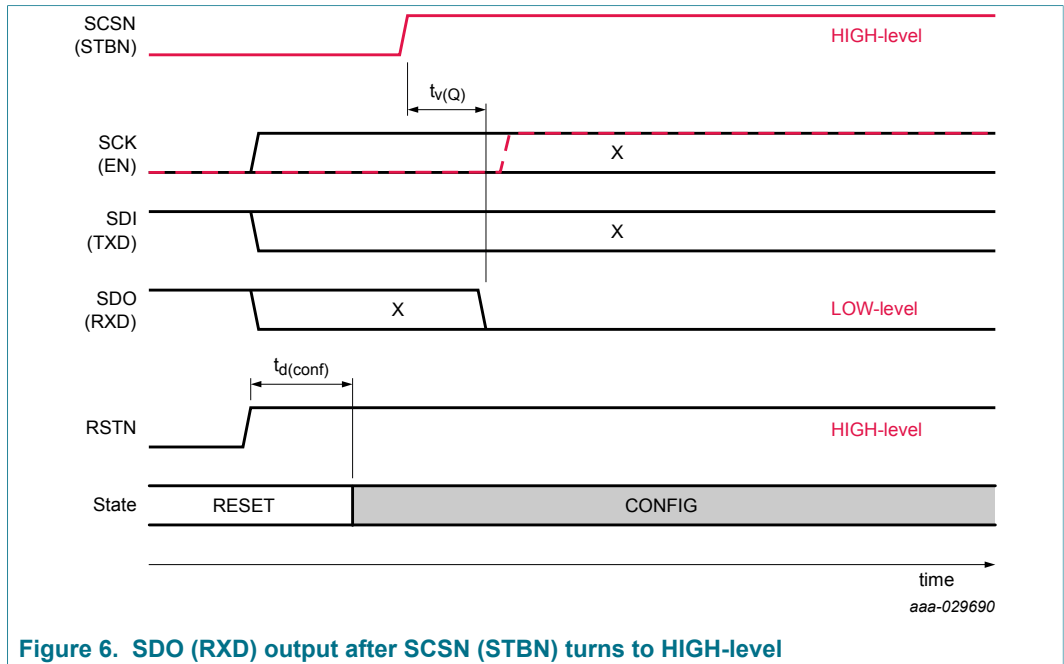 SCSN
(STBN)
HIGH-level
tv(Q)
SCK
(EN)
X
SDI
(TXD)
X
SDO
(RXD)
X
LOW-level
td(conf)
RSTN
HIGH-level
State
RESET
CONFIG
time
aaa-029690
Figure 6. SDO (RXD) output after SCSN (STBN) turns to HIGH-level